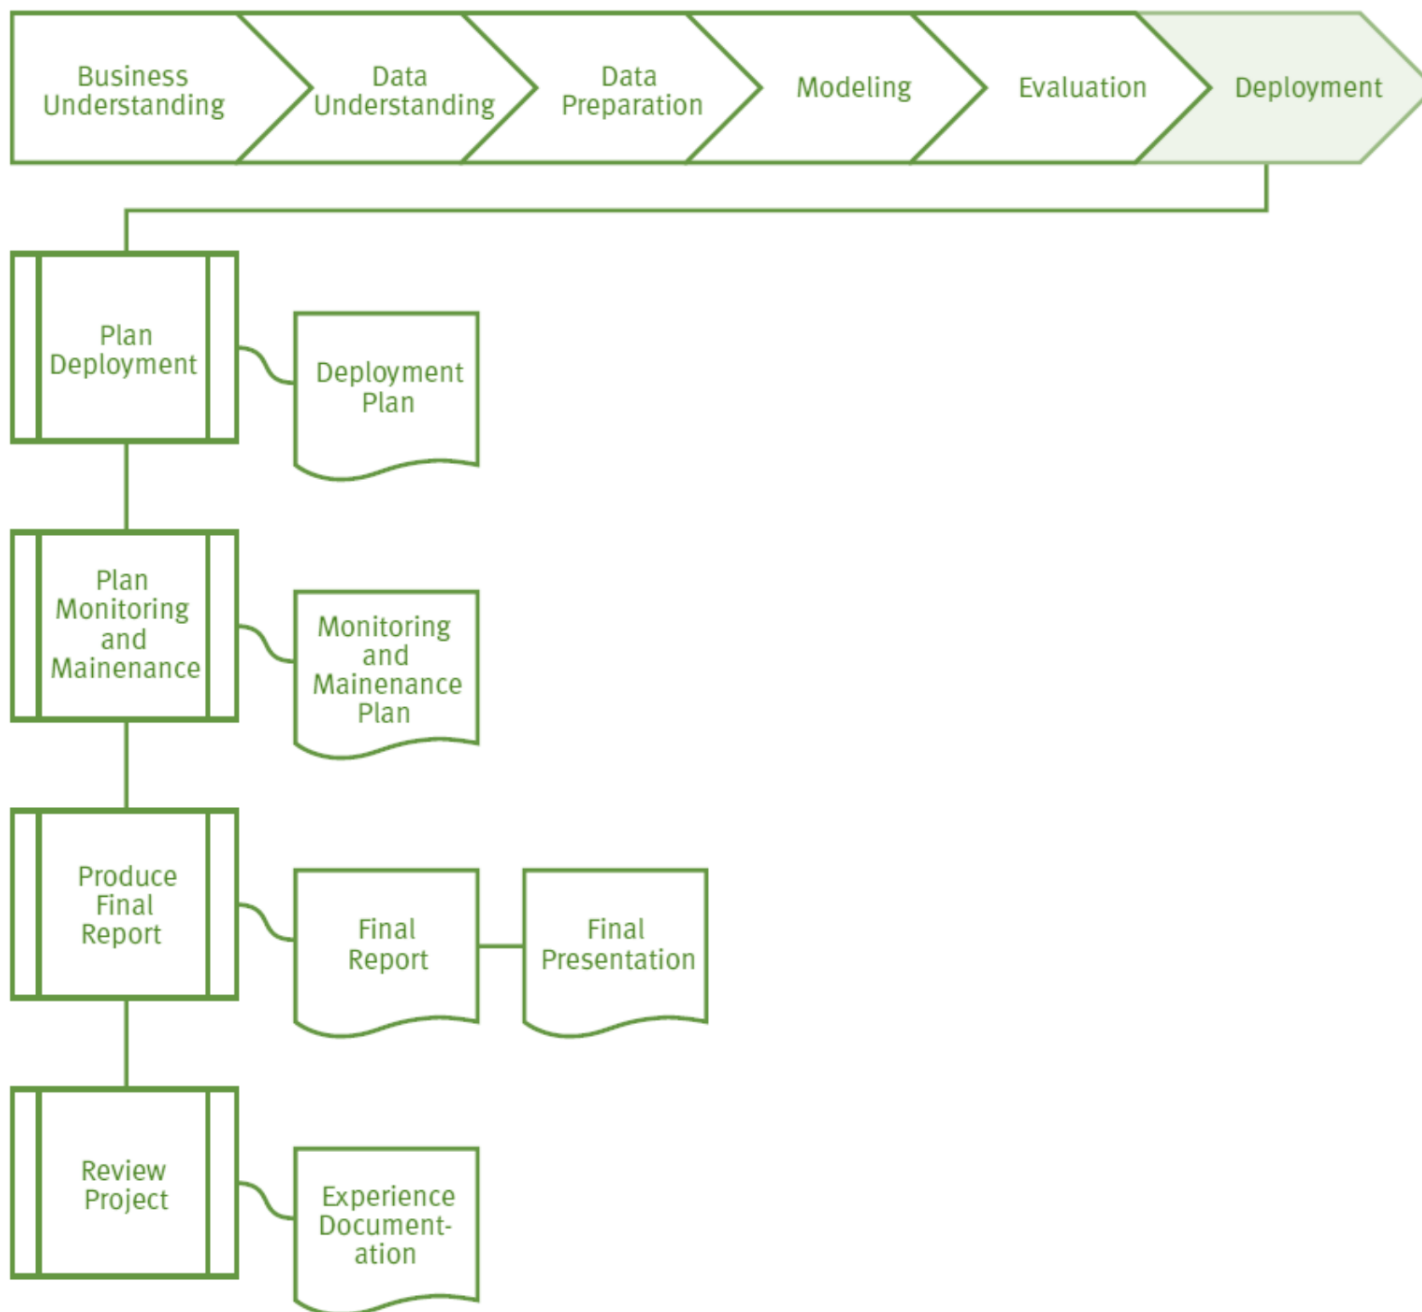 Business
Understanding
Data
Understanding
Data
Preparation
Modeling
Evaluation
Deployment
Plan
Deployment
Deployment
Plan
Plan
Monitoring
and
Mainenance
Monitoring
and
Mainenance
Plan
Produce
Final
Report
Final
Report
Final
Presentation
Review
Project
Experience
Document-
ation